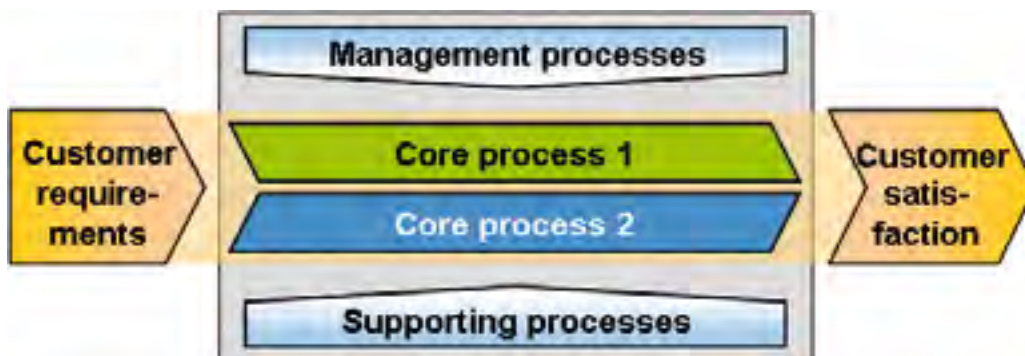 Management processes
Customer
require-
ments
Core process 1
Core process 2
Customer
satis-
faction
Supporting processes